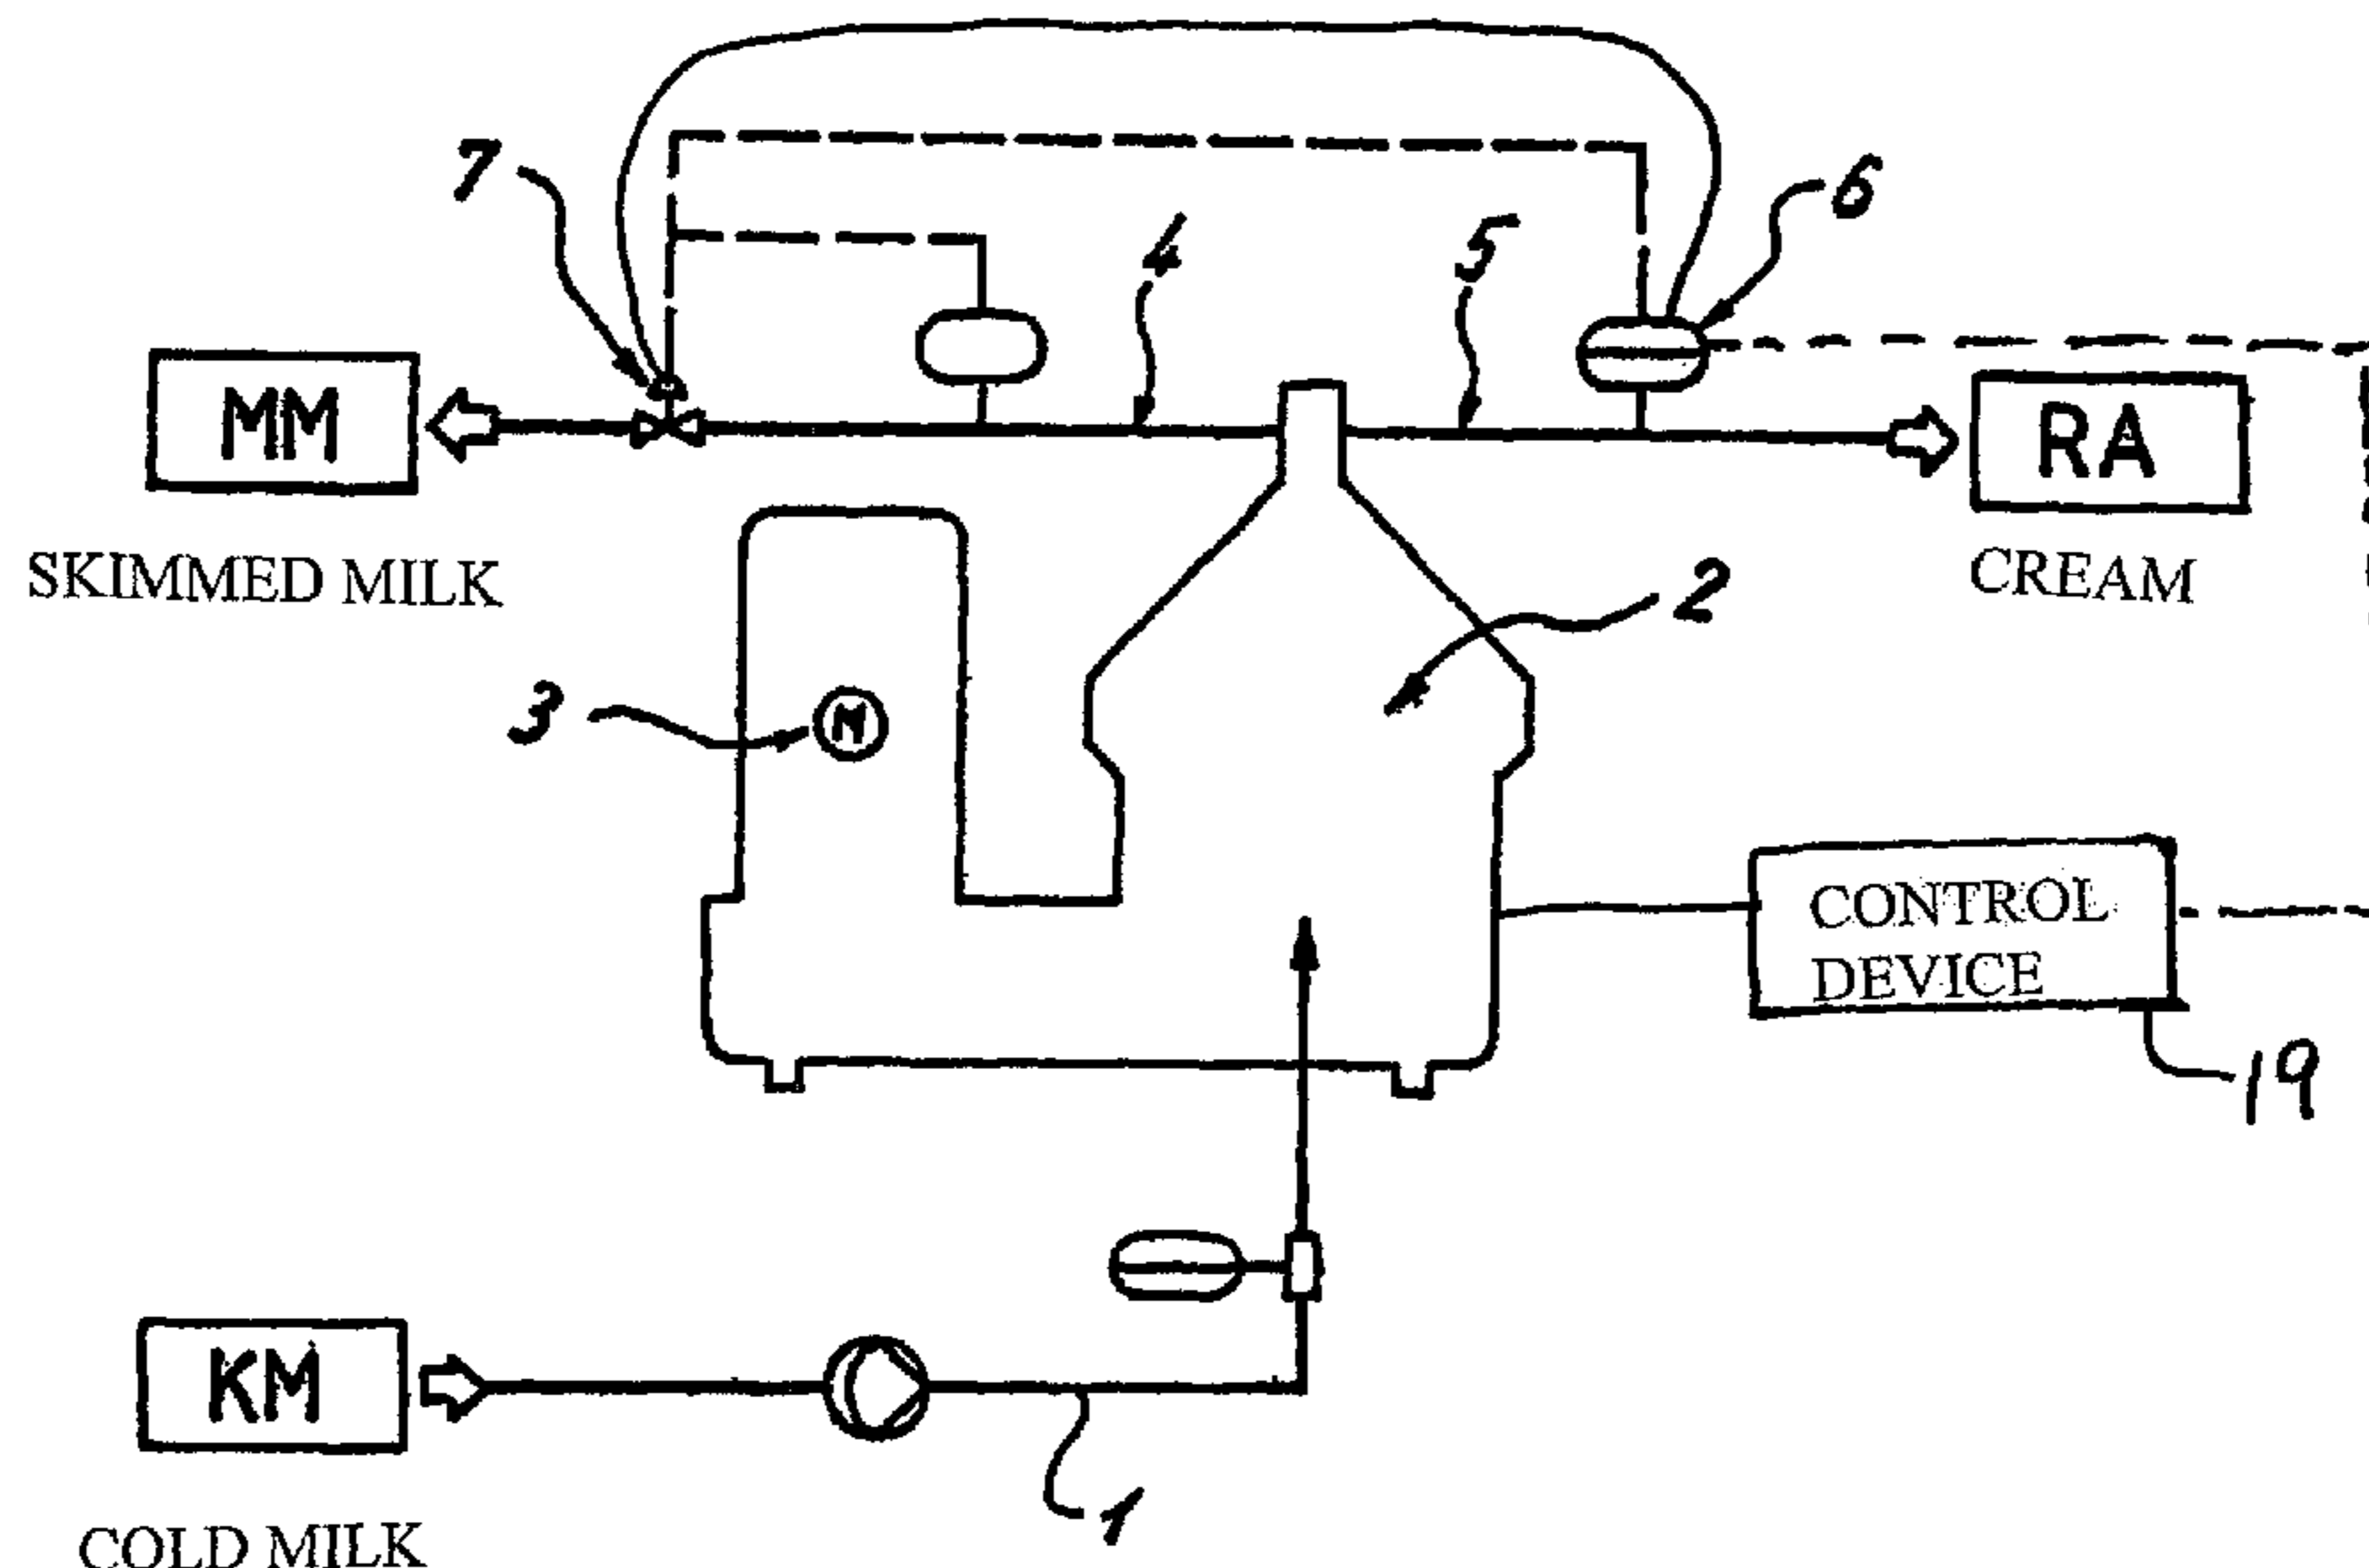 7
6
4
5
MM
RA
SKIMMED MILK
CREAM
2
3
M
CONTROL
DEVICE
19
KM
1
COLD MILK